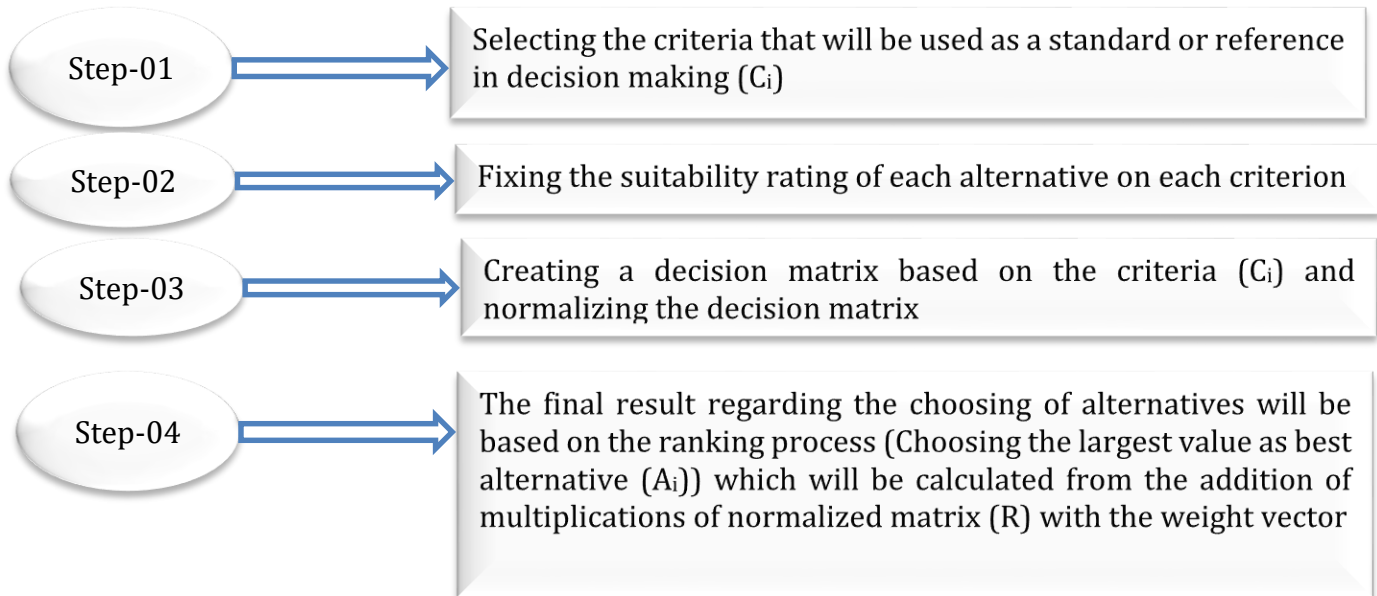 Step-01
Selecting the criteria that will be used as a standard or reference
in decision making (Cᵢ)
Step-02
Fixing the suitability rating of each alternative on each criterion
Step-03
Creating a decision matrix based on the criteria (Cᵢ) and
normalizing the decision matrix
Step-04
The final result regarding the choosing of alternatives will be
based on the ranking process (Choosing the largest value as best
alternative (Aᵢ)) which will be calculated from the addition of
multiplications of normalized matrix (R) with the weight vector